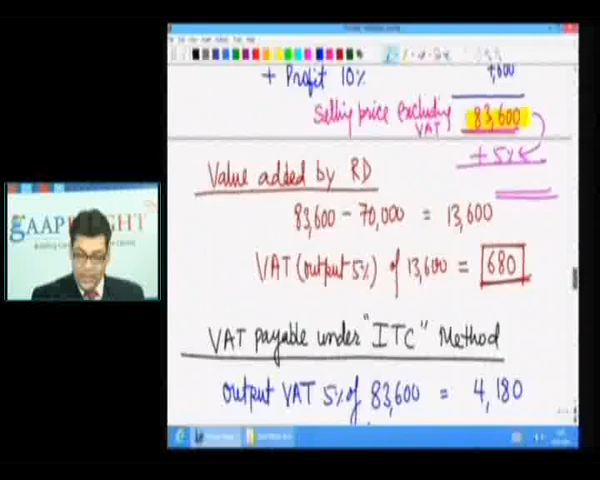 + Profit 10%
selling price excluding 83,600
VAT
+ 5%
Value added by RD
83,600 - 70,000 = 13,600
VAT (output 5%) of 13,600 = 680
VAT payable under "ITC" Method
output VAT 5% of 83,600 = 4,180